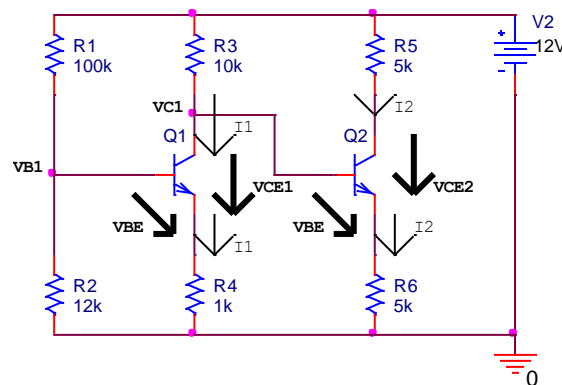 R1
100k
R3
10k
R5
5k
V2
12V
+
-
VC1
I1
I2
Q1
Q2
VB1
VCE1
VCE2
VBE
I1
VBE
I2
R2
12k
R4
1k
R6
5k
0